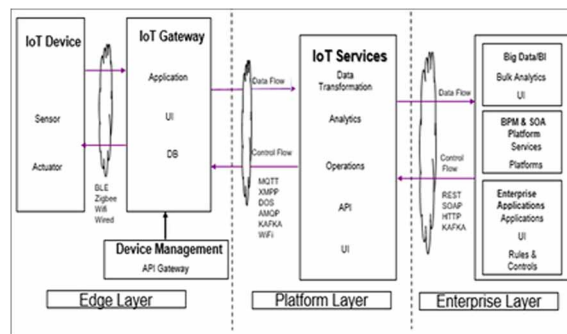 IoT Device
Sensor
Actuator
BLE
Zigbee
Wifi
Wired
IoT Gateway
Application
UI
DB
Device Management
API Gateway
Data Flow
Control Flow
MQTT
XMPP
DOS
AMOP
KAFKA
WiFi
IoT Services
Data
Transformation
Analytics
Operations
API
UI
Data Flow
Control
Flow
REST
SOAP
HTTP
KAFKA
Big Data/BI
Bulk Analytics
UI
BPM & SOA
Platform
Services
Platforms
Enterprise
Applications
Applications
UI
Rules &
Controls
Edge Layer
Platform Layer
Enterprise Layer